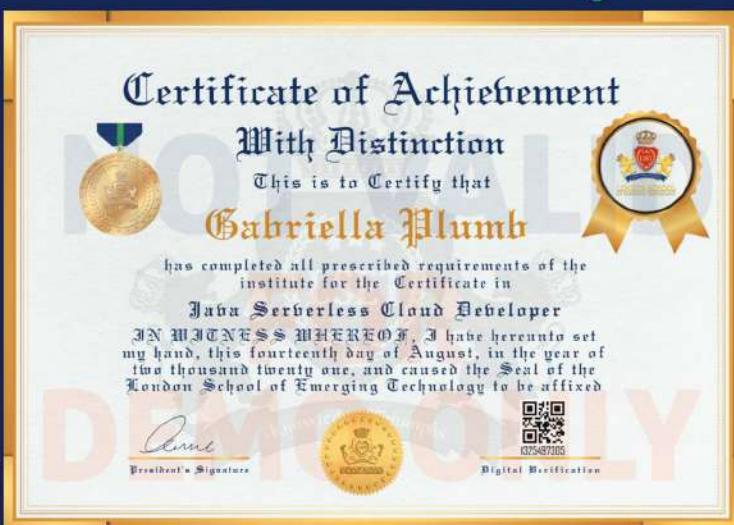 Certificate of Achievement
With Distinction
This is to Certify that
Gabriella Plumb
has completed all prescribed requirements of the
institute for the Certificate in
Java Serverless Cloud Developer
IN WITNESS WHEREOF, I have hereunto set
my hand, this fourteenth day of August, in the year of
two thousand twenty one, and caused the Seal of the
London School of Emerging Technology to be affixed
1325487305
President's Signature
Digital Verification
NOT VALID
DEMO ONLY